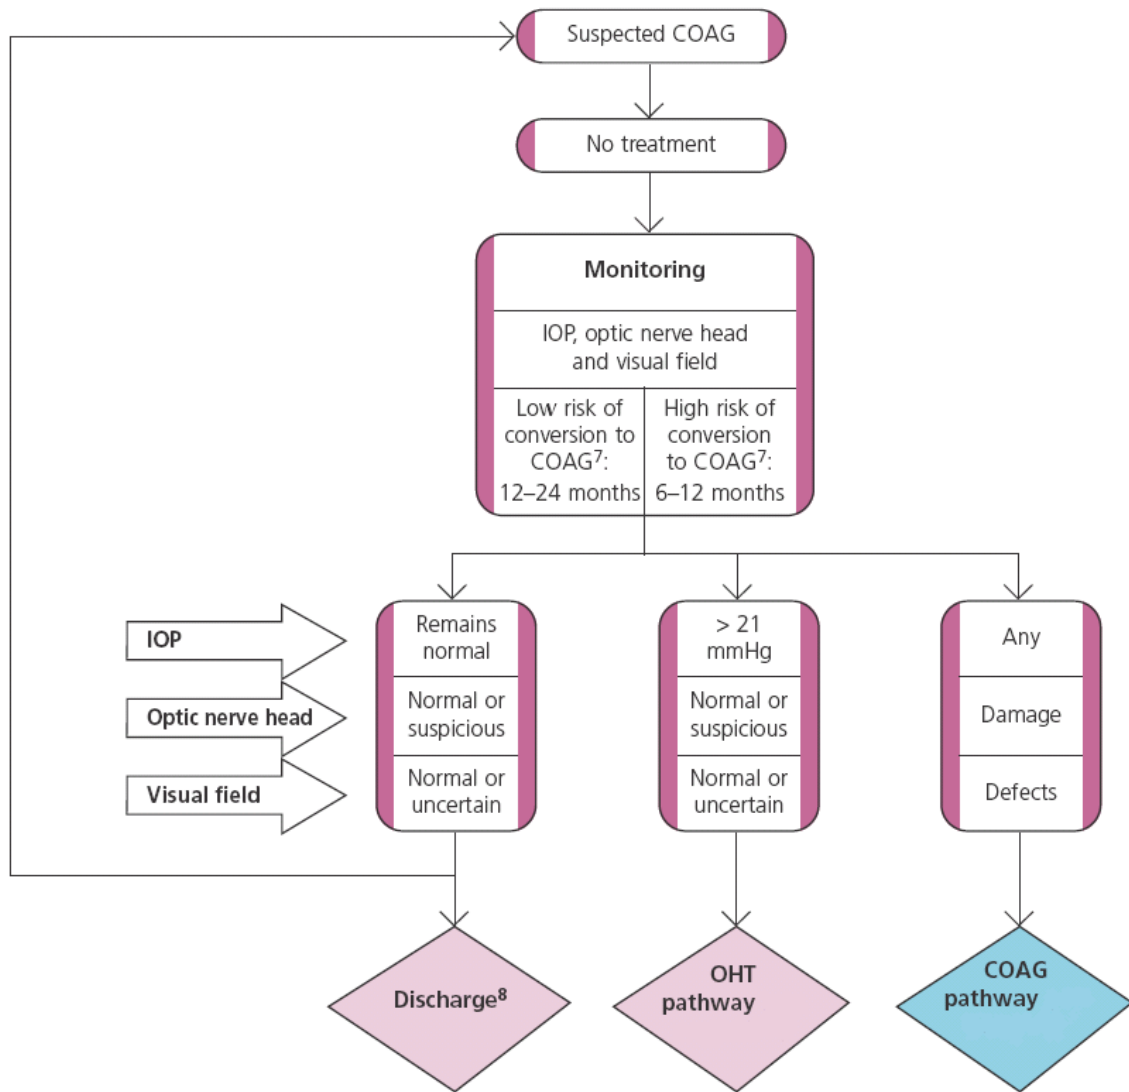 Suspected COAG
No treatment
Monitoring
IOP, optic nerve head
and visual field
Low risk of
conversion to
COAG⁷:
12–24 months
High risk of
conversion
to COAG⁷:
6–12 months
IOP
Remains
normal
> 21
mmHg
Any
Optic nerve head
Normal or
suspicious
Normal or
suspicious
Damage
Visual field
Normal or
uncertain
Normal or
uncertain
Defects
Discharge⁸
OHT
pathway
COAG
pathway